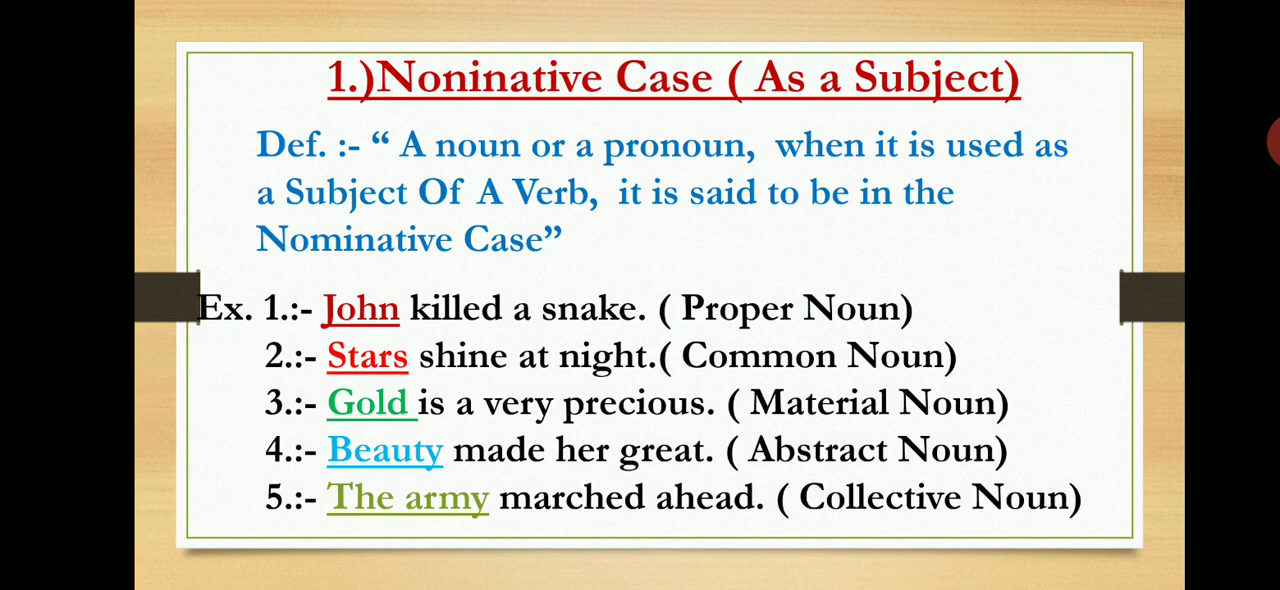 1.)Noninative Case ( As a Subject)
Def. :- “ A noun or a pronoun, when it is used as
a Subject Of A Verb, it is said to be in the
Nominative Case”
Ex. 1.:- John killed a snake. ( Proper Noun)
2.:- Stars shine at night.( Common Noun)
3.:- Gold is a very precious. ( Material Noun)
4.:- Beauty made her great. ( Abstract Noun)
5.:- The army marched ahead. ( Collective Noun)